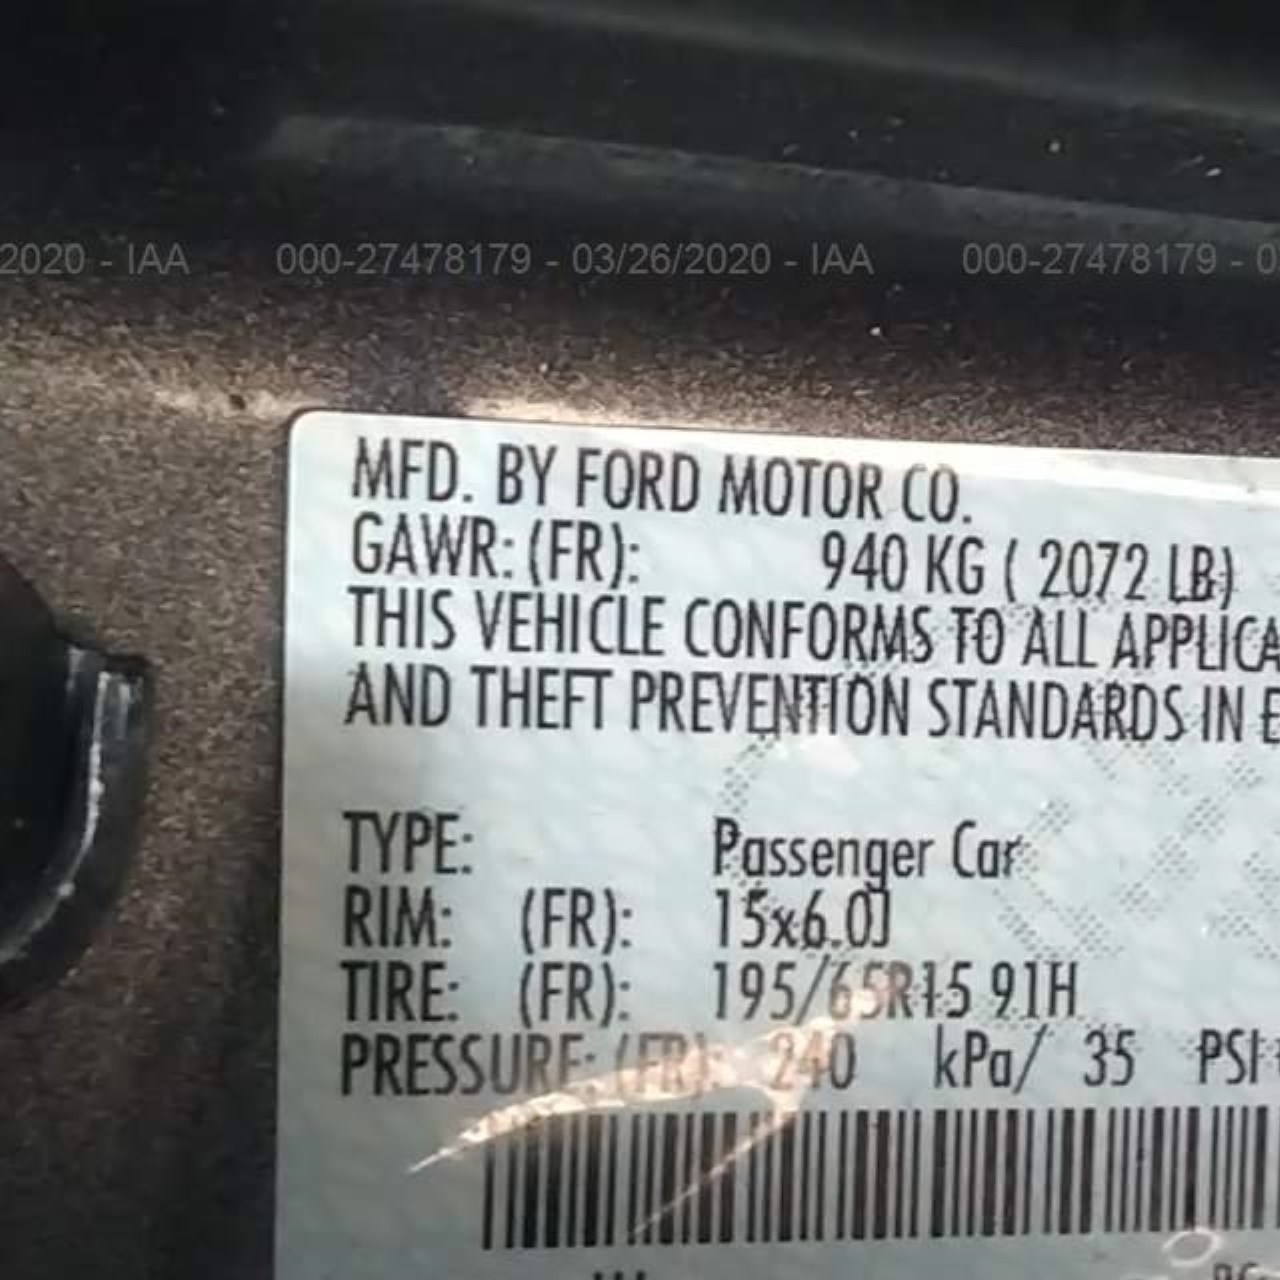 2020 - IAA 000-27478179 - 03/26/2020 - IAA 000-27478179 - 0
MFD. BY FORD MOTOR CO.
GAWR: (FR): 940 KG ( 2072 LB)
THIS VEHICLE CONFORMS TO ALL APPLICA
AND THEFT PREVENTION STANDARDS IN E
TYPE: Passenger Car
RIM: (FR): 15x6.0J
TIRE: (FR): 195/65R15 91H
PRESSURE: (FR): 240 kPa/ 35 PSI